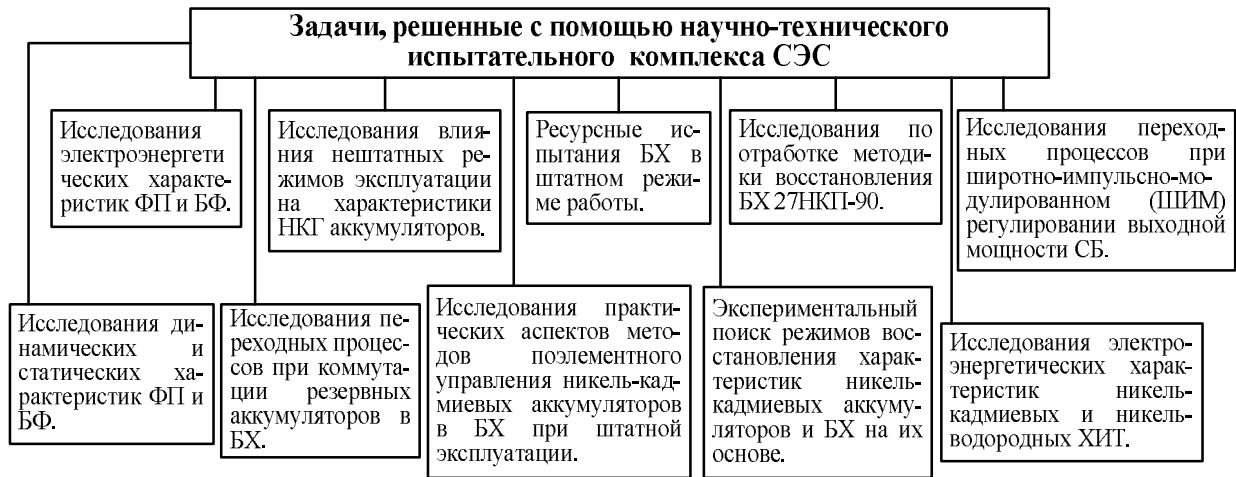 Задачи, решенные с помощью научно-технического
испытательного комплекса СЭС
Исследования
электроэнергети
ческих характе-
ристик ФП и БФ.
Исследования влия-
ния нештатных ре-
жимов эксплуатации
на характеристики
НКГ аккумуляторов.
Ресурсные ис-
пытания БХ в
штатном режи-
ме работы.
Исследования по
отработке методи-
ки восстановления
БХ 27НКП-90.
Исследования переход-
ных процессов при
широтно-импульсно-мо-
дулированном (ШИМ)
регулировании выходной
мощности СБ.
Исследования ди-
намических и
статических ха-
рактеристик ФП и
БФ.
Исследования пе-
реходных процес-
сов при коммута-
ции резервных
аккумуляторов в
БХ.
Исследования практи-
ческих аспектов мето-
дов поэлементного
управления никель-кад-
миевых аккумуляторов
в БХ при штатной
эксплуатации.
Экспериментальный
поиск режимов вос-
становления харак-
теристик никель-
кадмиевых аккуму-
ляторов и БХ на их
основе.
Исследования электро-
энергетических харак-
теристик никель-
кадмиевых и никель-
водородных ХИТ.